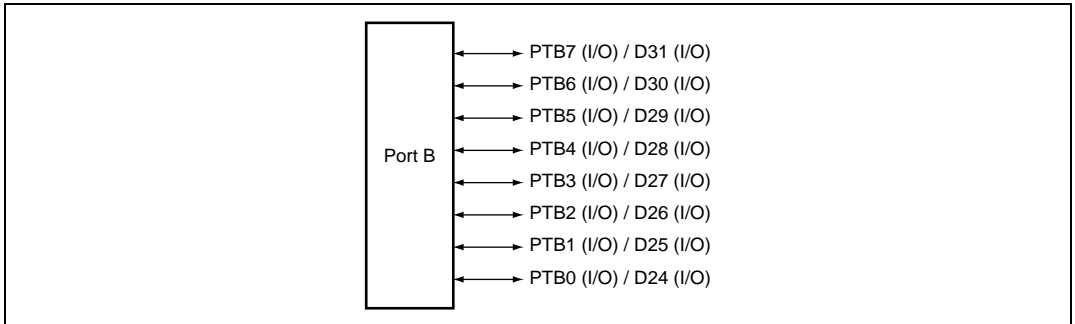 PTB7 (I/O) / D31 (I/O)
PTB6 (I/O) / D30 (I/O)
PTB5 (I/O) / D29 (I/O)
Port B
PTB4 (I/O) / D28 (I/O)
PTB3 (I/O) / D27 (I/O)
PTB2 (I/O) / D26 (I/O)
PTB1 (I/O) / D25 (I/O)
PTB0 (I/O) / D24 (I/O)